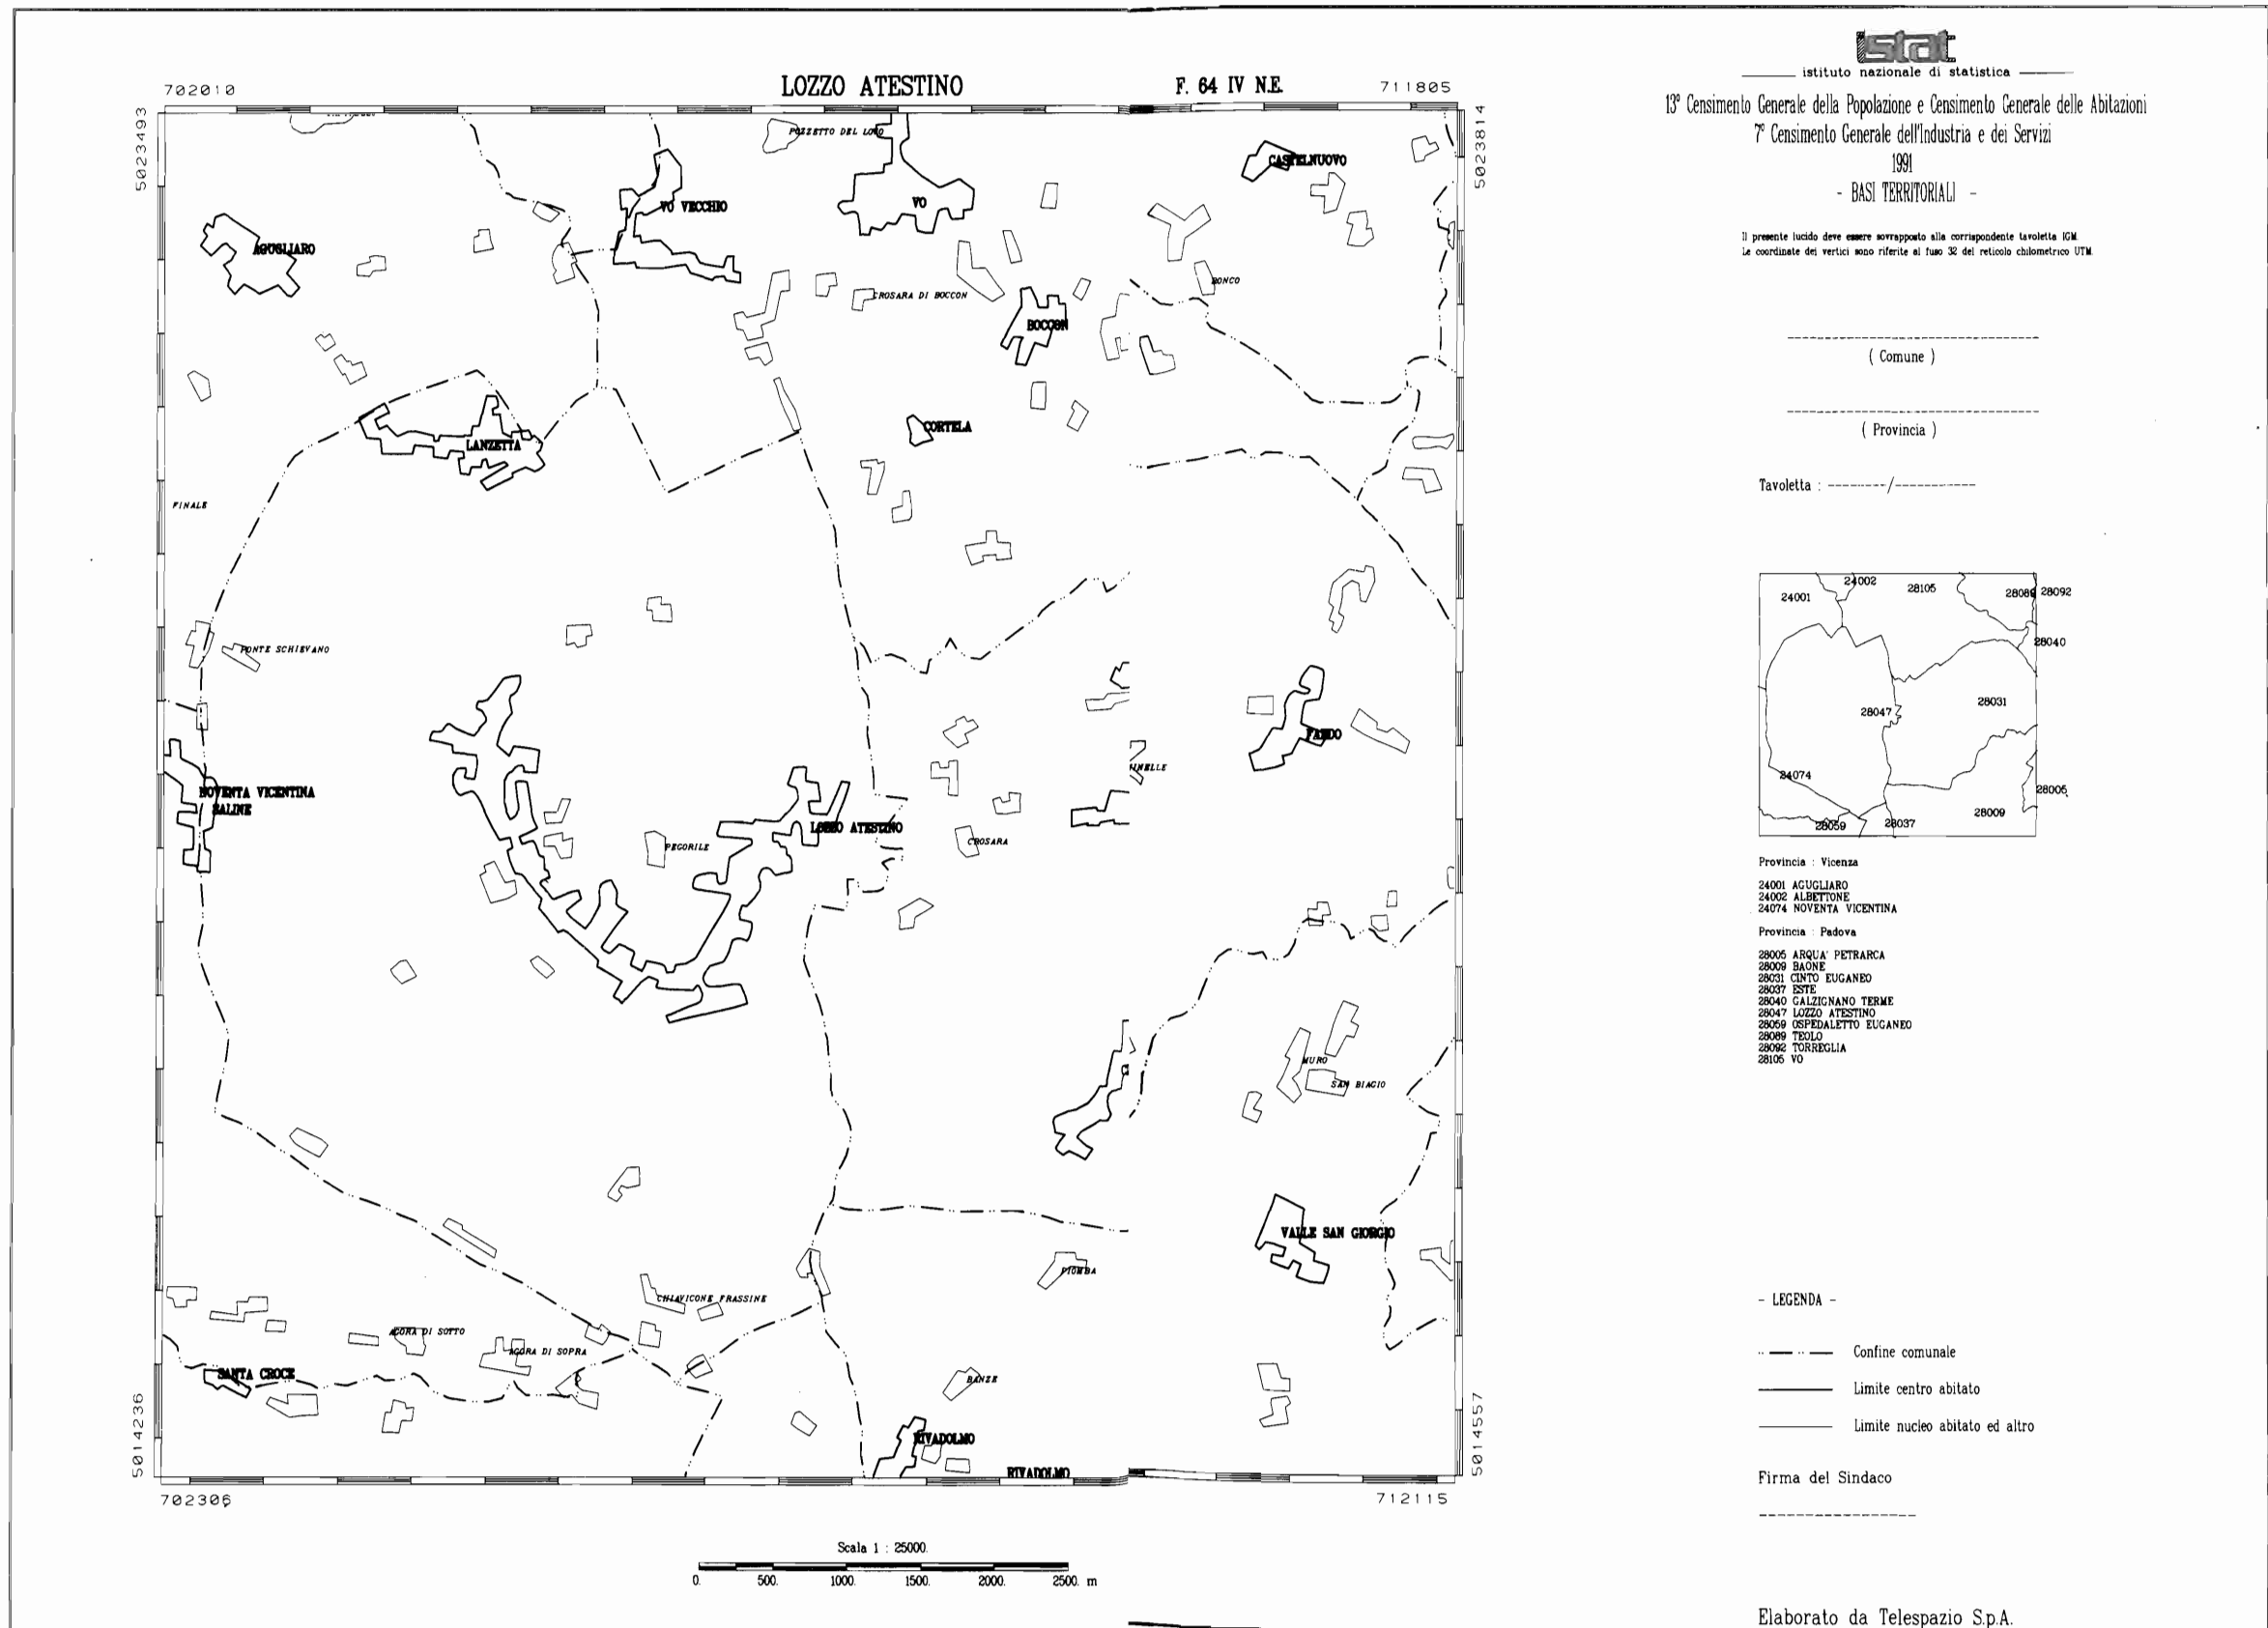 istat
istituto nazionale di statistica
13° Censimento Generale della Popolazione e Censimento Generale delle Abitazioni
7° Censimento Generale dell'Industria e dei Servizi
1991
- BASI TERRITORIALI -
Il presente lucido deve essere sovrapposto alla corrispondente tavoletta IGM.
Le coordinate dei vertici sono riferite al fuso 32 del reticolo chilometrico UTM.
( Comune )
( Provincia )
Tavoletta : ---------/-----------
LOZZO ATESTINO
F. 64 IV N.E.
702010
711805
5023493
5023814
POZZETTO DEL LOVO
CASTELNUOVO
VO VECCHIO
VO
AGUGLIARO
RONCO
CROSARA DI BOCCON
BOCCON
CORTELA
LANZETTA
FINALE
PONTE SCHIEVANO
FAEDO
NOVENTA VICENTINA
SALINE
LOZZO ATESTINO
PEGORILE
CROSARA
MURO
SAN BIAGIO
VALLE SAN GIORGIO
PIOMBA
CHIAVICONE FRASSINE
AGORA DI SOTTO
AGORA DI SOPRA
SANTA CROCE
BANZE
RIVADOLMO
RIVADOLMO
5014236
5014557
702306
712115
Scala 1 : 25000.
0. 500. 1000. 1500. 2000. 2500. m
24002
24001
28105
28089
28092
28040
28031
28047
24074
28005
28009
28059
28037
Provincia : Vicenza
24001 AGUGLIARO
24002 ALBETTONE
24074 NOVENTA VICENTINA
Provincia : Padova
28005 ARQUA' PETRARCA
28009 BAONE
28031 CINTO EUGANEO
28037 ESTE
28040 GALZIGNANO TERME
28047 LOZZO ATESTINO
28059 OSPEDALETTO EUGANEO
28089 TEOLO
28092 TORREGLIA
28105 VO
- LEGENDA -
Confine comunale
Limite centro abitato
Limite nucleo abitato ed altro
Firma del Sindaco
Elaborato da Telespazio S.p.A.